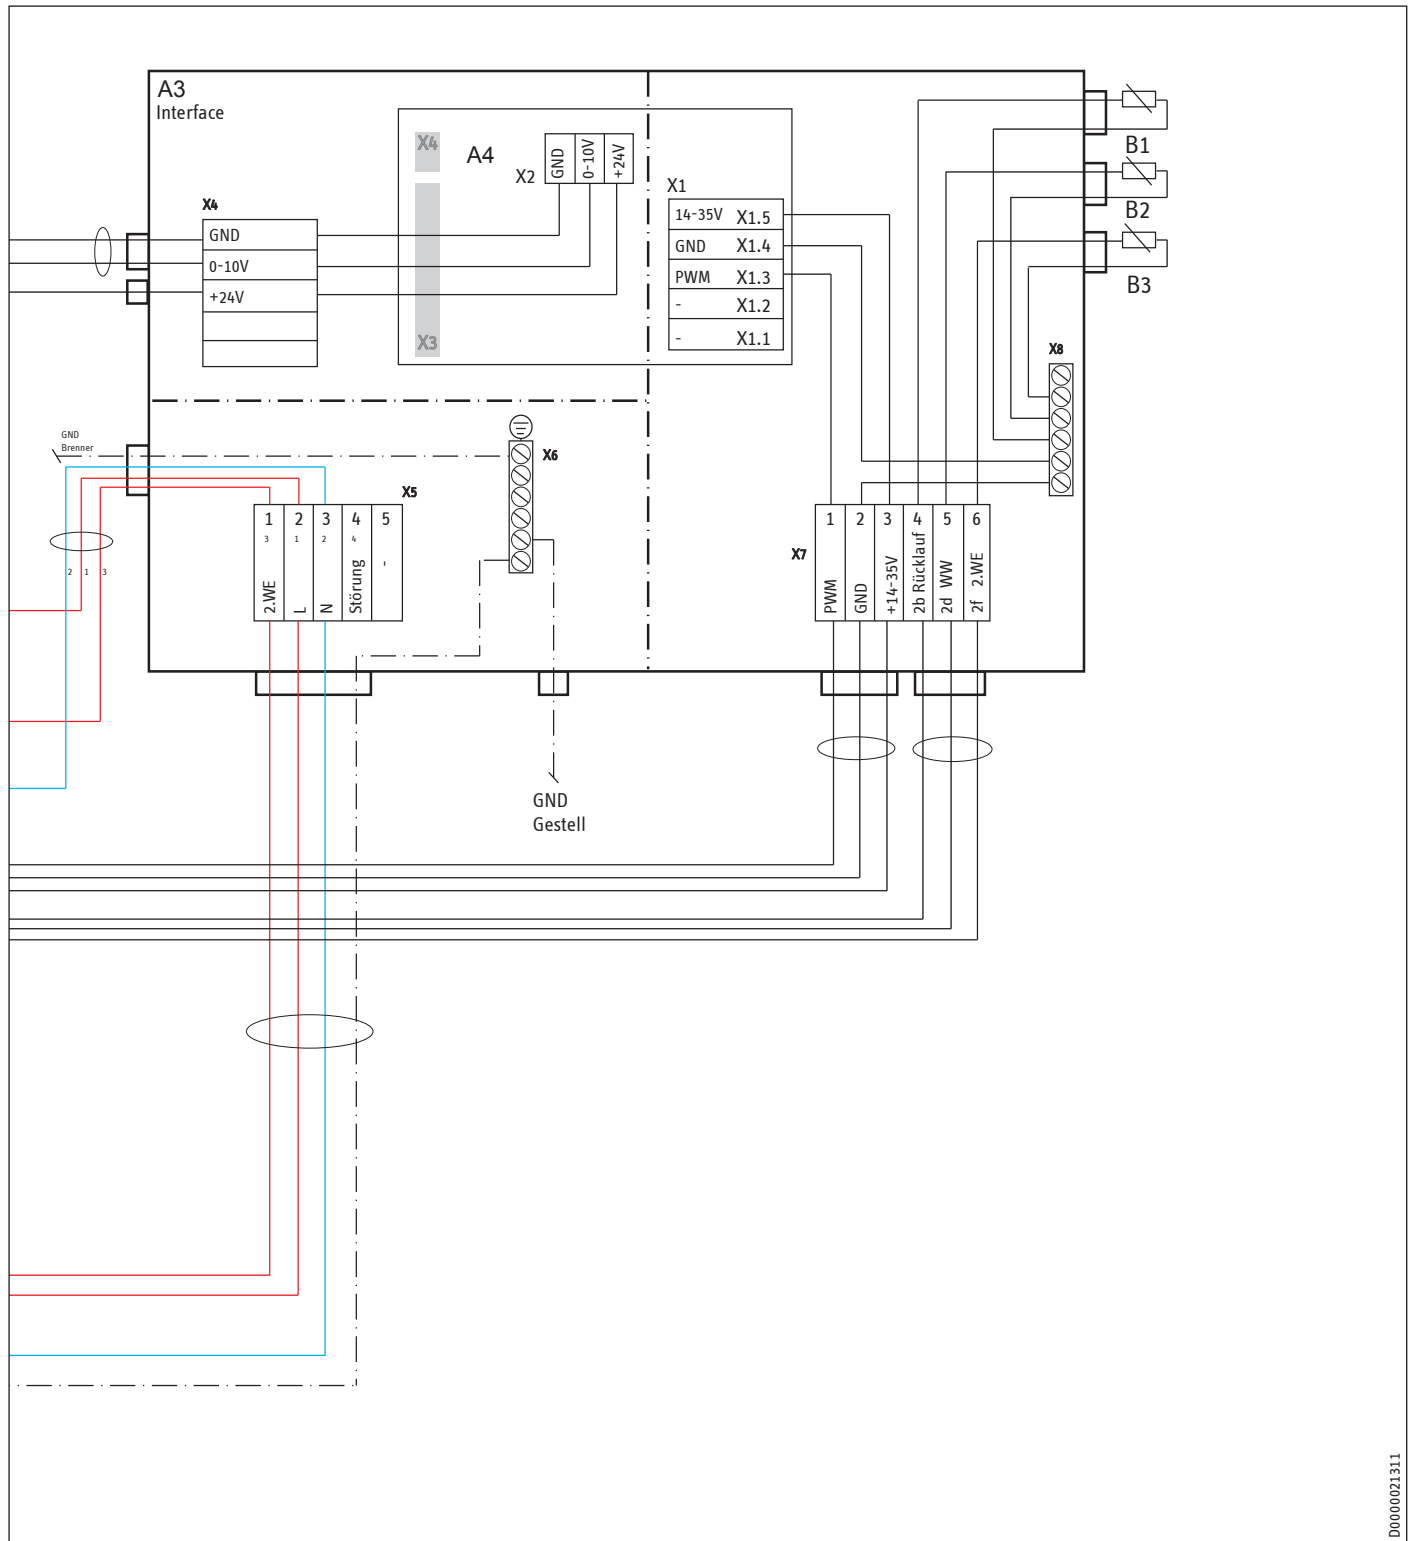 A3
Interface
X4
A4
X2
GND
0-10V
+24V
X3
X4
GND
0-10V
+24V
X1
14-35V X1.5
GND X1.4
PWM X1.3
- X1.2
- X1.1
B1
B2
B3
X8
GND
Brenner
X6
X5
1 2 3 4 5
3 1 2 4
2.WE
L
N
Störung
-
2 1 3
X7
1 2 3 4 5 6
PWM
GND
+14-35V
2b Rücklauf
2d WW
2f 2.WE
GND
Gestell
D0000021311